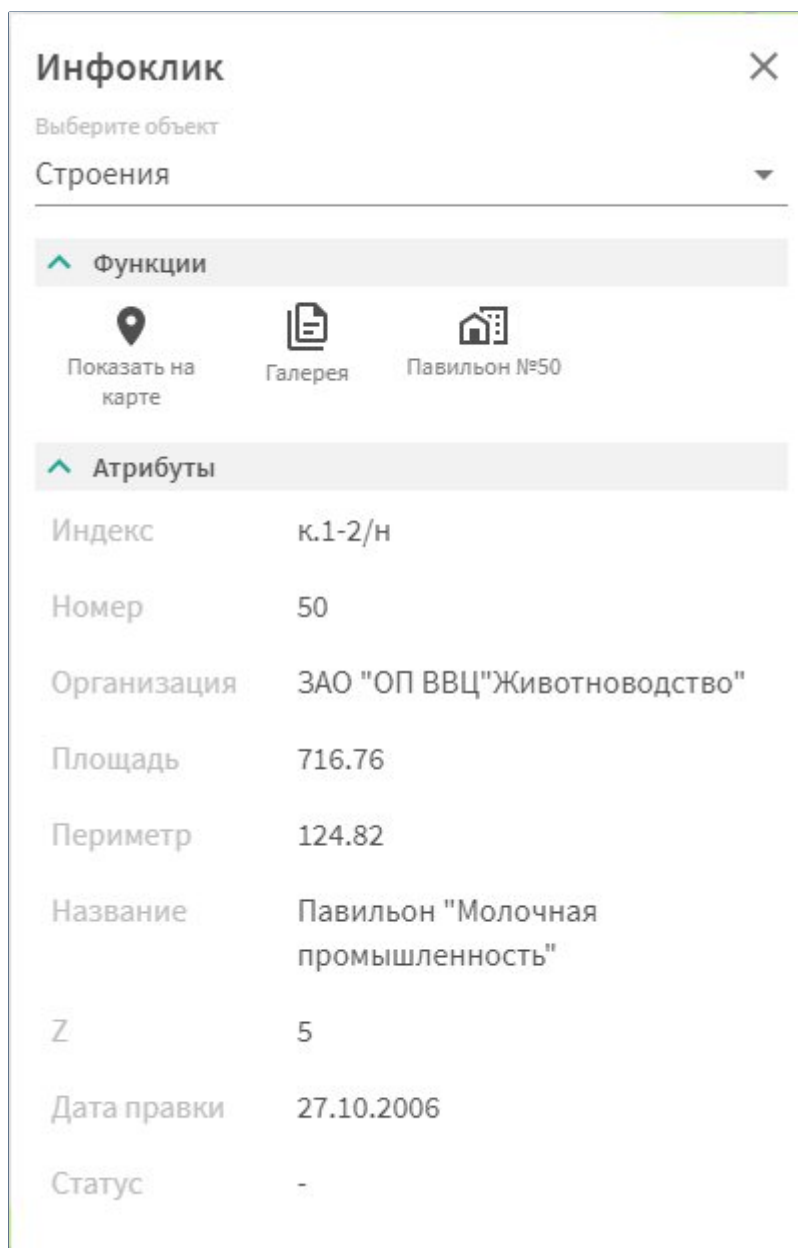 Инфоклик
Выберите объект
Строения
Функции
Показать на
карте
Галерея
Павильон №50
Атрибуты
Индекс к.1-2/н
Номер 50
Организация ЗАО "ОП ВВЦ"Животноводство"
Площадь 716.76
Периметр 124.82
Название Павильон "Молочная
промышленность"
Z 5
Дата правки 27.10.2006
Статус -